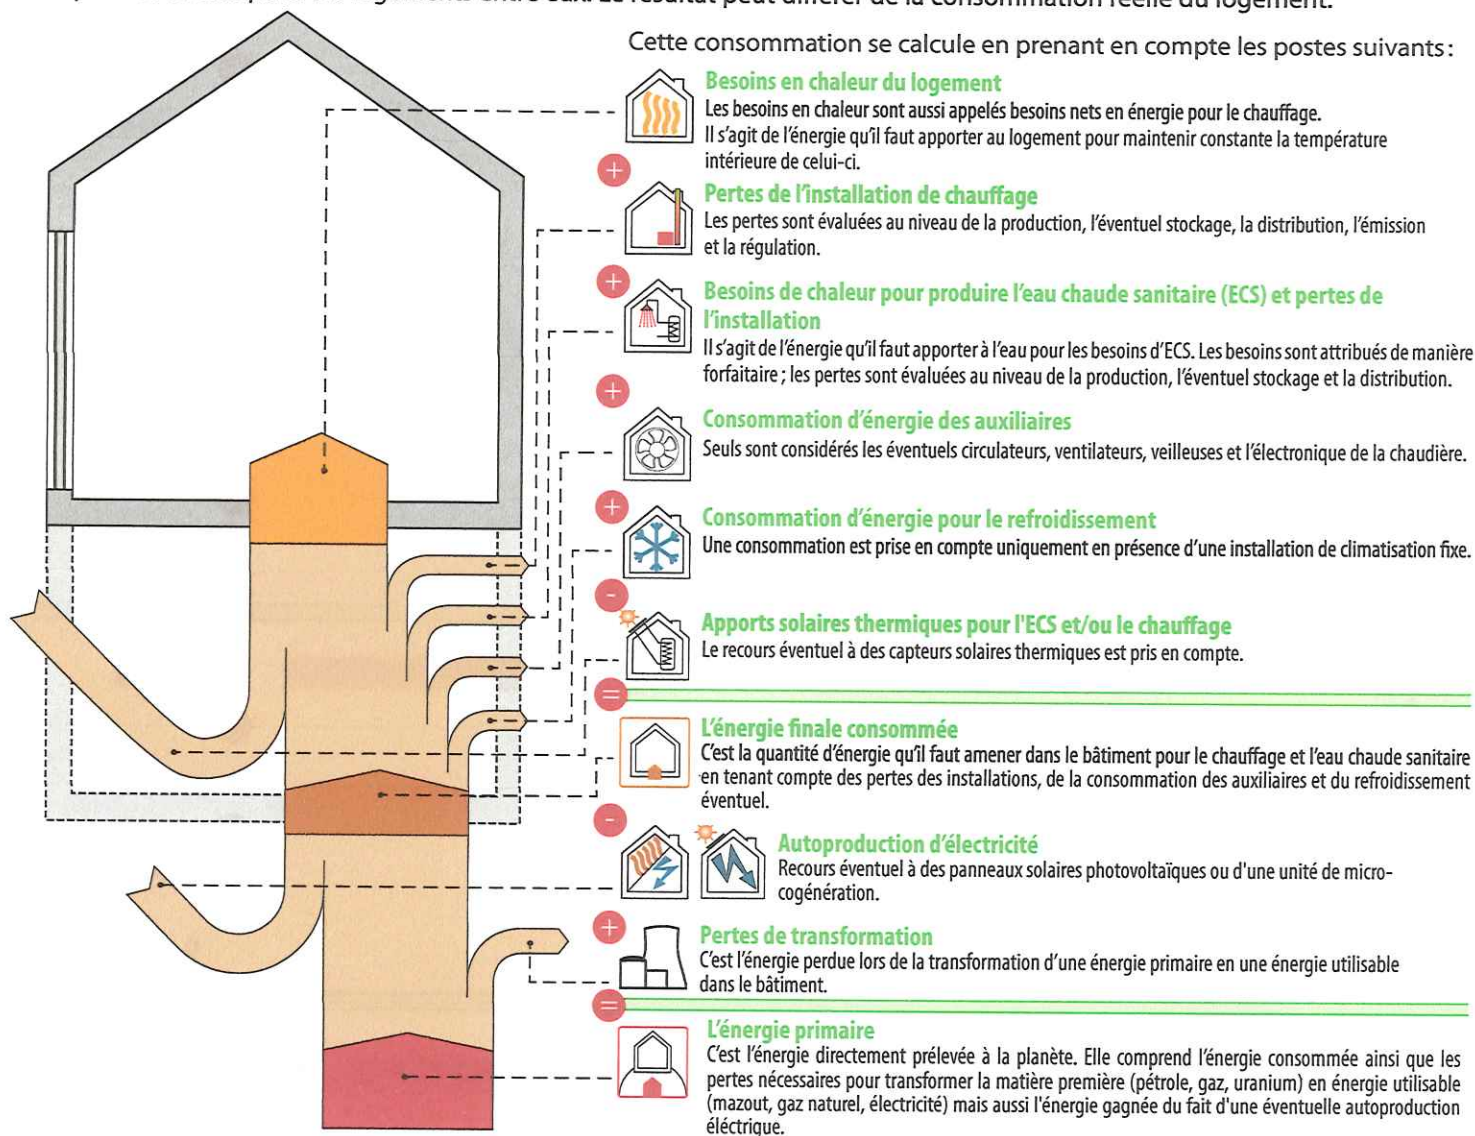 Le résultat peut différer de la consommation réelle du logement.
Cette consommation se calcule en prenant en compte les postes suivants :
Besoins en chaleur du logement
Les besoins en chaleur sont aussi appelés besoins nets en énergie pour le chauffage.
Il s'agit de l'énergie qu'il faut apporter au logement pour maintenir constante la température
intérieure de celui-ci.
+
Pertes de l'installation de chauffage
Les pertes sont évaluées au niveau de la production, l'éventuel stockage, la distribution, l'émission
et la régulation.
+
Besoins de chaleur pour produire l'eau chaude sanitaire (ECS) et pertes de
l'installation
Il s'agit de l'énergie qu'il faut apporter à l'eau pour les besoins d'ECS. Les besoins sont attribués de manière
forfaitaire ; les pertes sont évaluées au niveau de la production, l'éventuel stockage et la distribution.
+
Consommation d'énergie des auxiliaires
Seuls sont considérés les éventuels circulateurs, ventilateurs, veilleuses et l'électronique de la chaudière.
+
Consommation d'énergie pour le refroidissement
Une consommation est prise en compte uniquement en présence d'une installation de climatisation fixe.
-
Apports solaires thermiques pour l'ECS et/ou le chauffage
Le recours éventuel à des capteurs solaires thermiques est pris en compte.
=
L'énergie finale consommée
C'est la quantité d'énergie qu'il faut amener dans le bâtiment pour le chauffage et l'eau chaude sanitaire
en tenant compte des pertes des installations, de la consommation des auxiliaires et du refroidissement
éventuel.
-
Autoproduction d'électricité
Recours éventuel à des panneaux solaires photovoltaïques ou d'une unité de micro-
cogénération.
+
Pertes de transformation
C'est l'énergie perdue lors de la transformation d'une énergie primaire en une énergie utilisable
dans le bâtiment.
=
L'énergie primaire
C'est l'énergie directement prélevée à la planète. Elle comprend l'énergie consommée ainsi que les
pertes nécessaires pour transformer la matière première (pétrole, gaz, uranium) en énergie utilisable
(mazout, gaz naturel, électricité) mais aussi l'énergie gagnée du fait d'une éventuelle autoproduction
éléctrique.